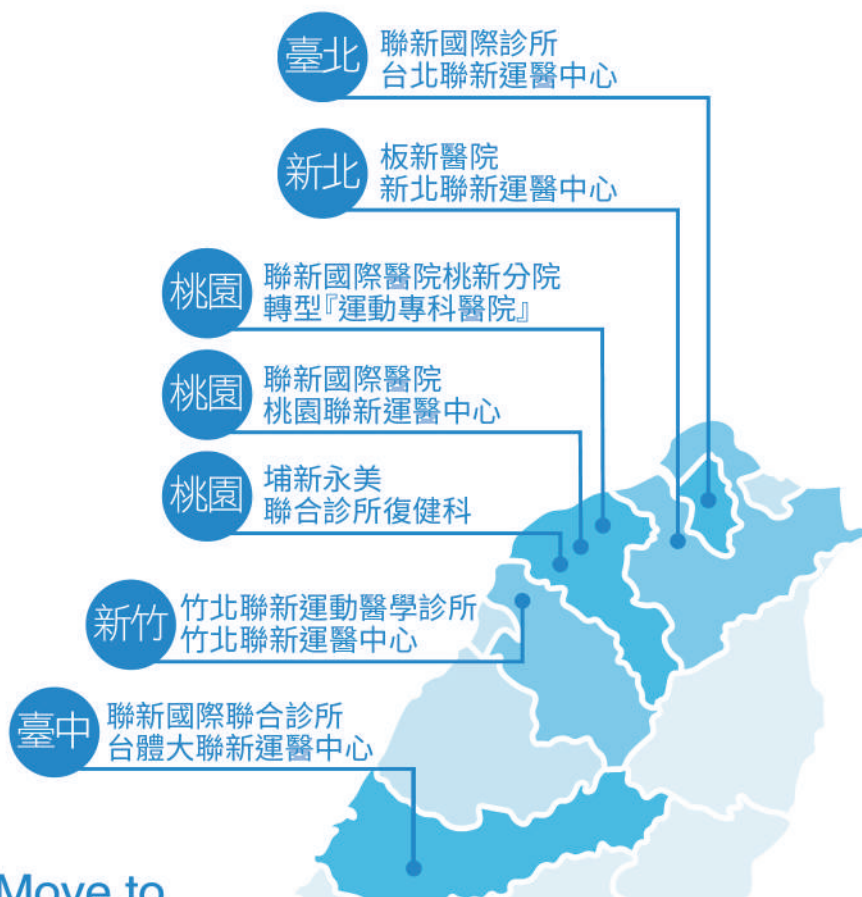 臺北
聯新國際診所
台北聯新運醫中心
新北
板新醫院
新北聯新運醫中心
桃園
聯新國際醫院桃新分院
轉型『運動專科醫院』
桃園
聯新國際醫院
桃園聯新運醫中心
桃園
埔新永美
聯合診所復健科
新竹
竹北聯新運動醫學診所
竹北聯新運醫中心
臺中
聯新國際聯合診所
台體大聯新運醫中心
Move to